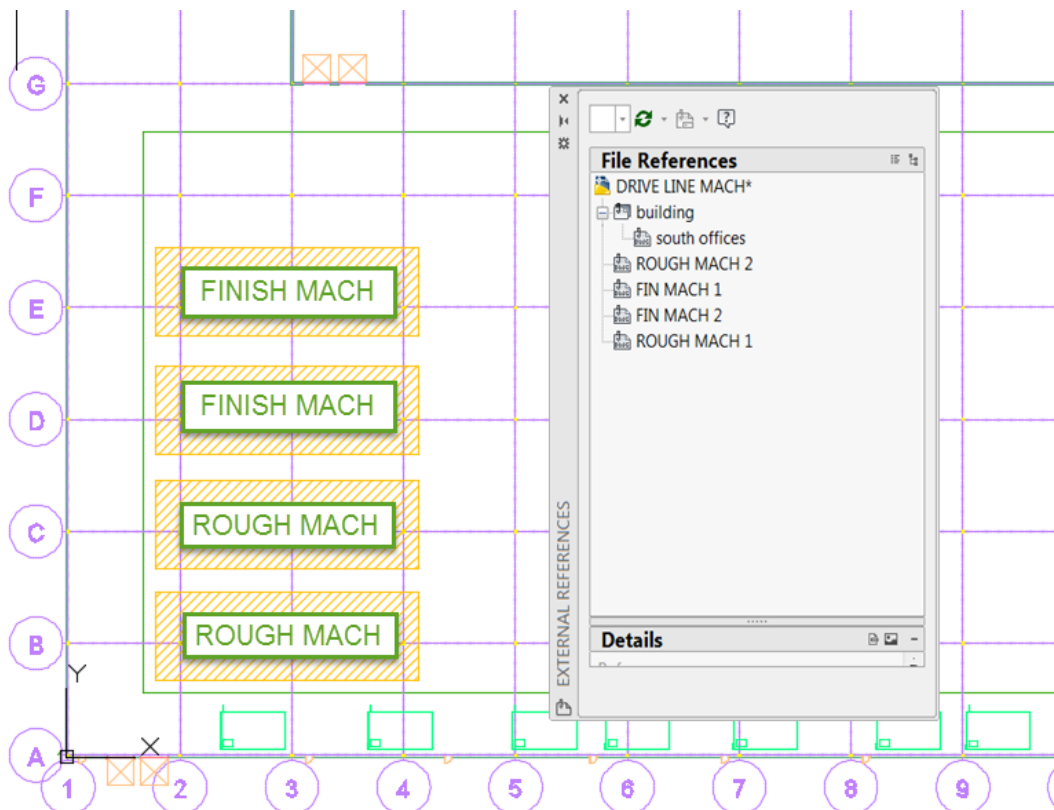 G
F
E
D
C
B
A
FINISH MACH
FINISH MACH
ROUGH MACH
ROUGH MACH
Y
X
1
2
3
4
5
6
7
8
9
File References
DRIVE LINE MACH*
building
south offices
ROUGH MACH 2
FIN MACH 1
FIN MACH 2
ROUGH MACH 1
Details
EXTERNAL REFERENCES